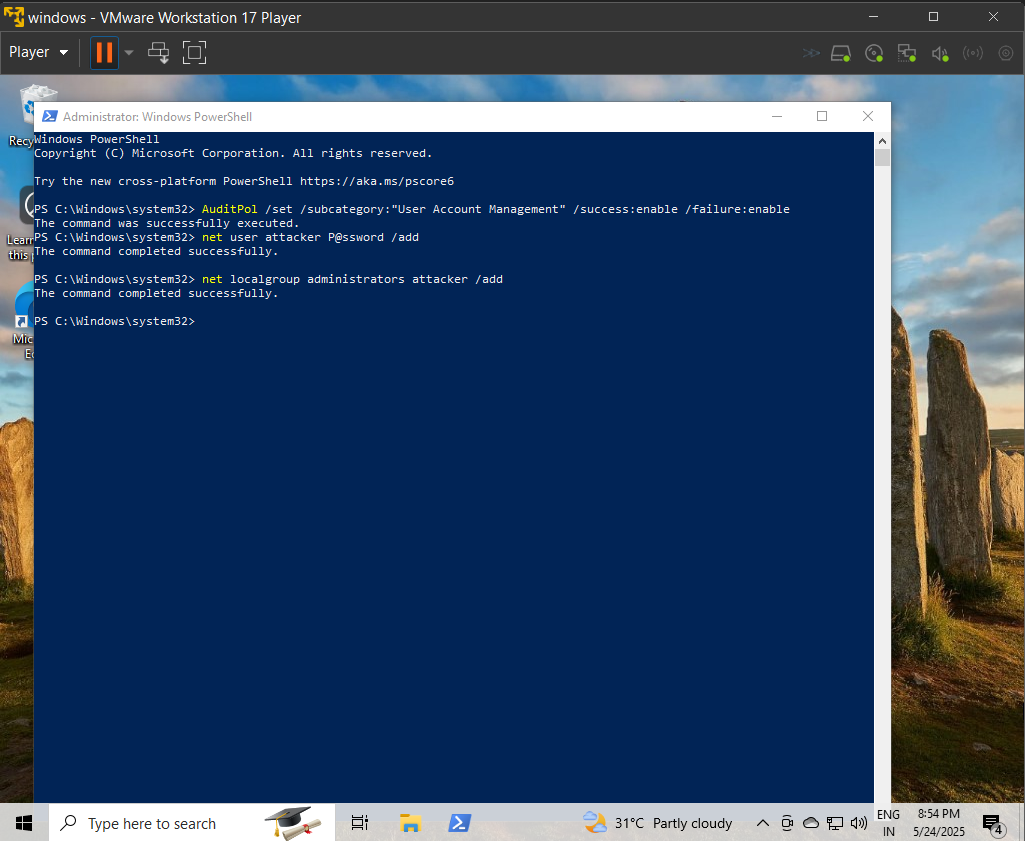 windows - VMware Workstation 17 Player
Player
Recy
Administrator: Windows PowerShell
Windows PowerShell
Copyright (C) Microsoft Corporation. All rights reserved.
Try the new cross-platform PowerShell https://aka.ms/pscore6
PS C:\Windows\system32> AuditPol /set /subcategory:"User Account Management" /success:enable /failure:enable
The command was successfully executed.
PS C:\Windows\system32> net user attacker P@ssword /add
The command completed successfully.
PS C:\Windows\system32> net localgroup administrators attacker /add
The command completed successfully.
PS C:\Windows\system32>
Learn
this
Mic
E
Type here to search
31°C Partly cloudy
ENG
IN
8:54 PM
5/24/2025
4